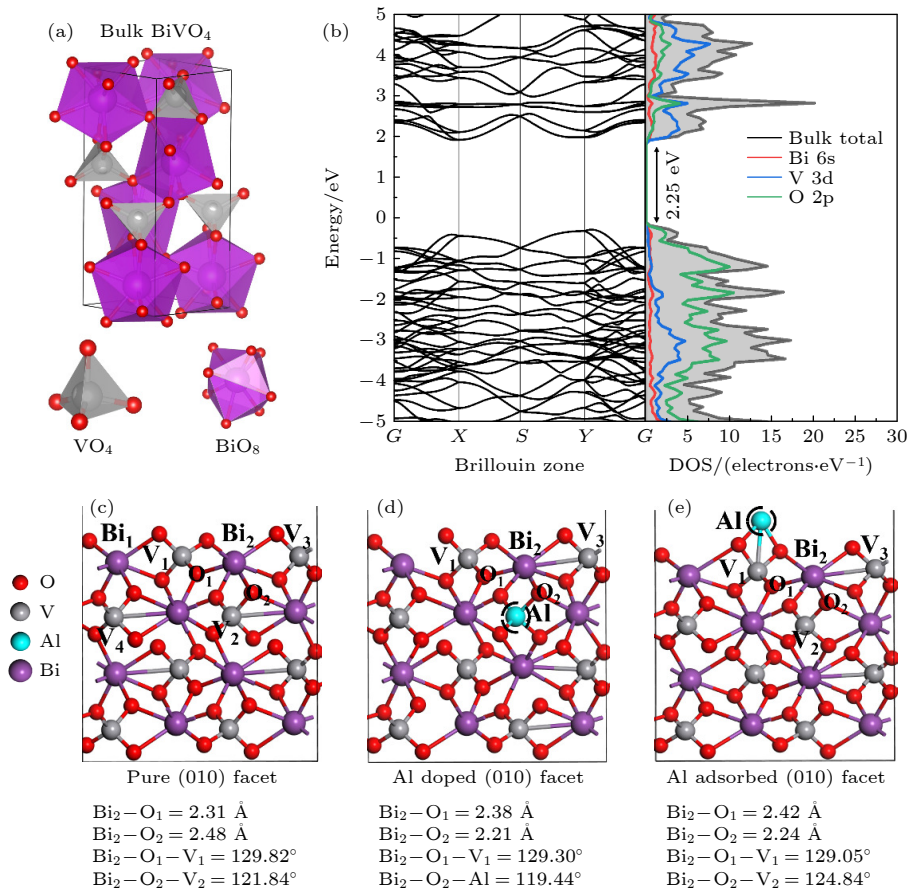 (a)
Bulk BiVO₄
VO₄
BiO₈
(b)
Energy/eV
5
4
3
2
1
0
−1
−2
−3
−4
−5
G
X
S
Y
G
5
10
15
20
25
30
Brillouin zone
DOS/(electrons·eV⁻¹)
Bulk total
Bi 6s
V 3d
O 2p
2.25 eV
O
V
Al
Bi
(c)
Bi₁
Bi₂
V₃
V₁
O₁
O₂
V₄
V₂
Pure (010) facet
Bi₂−O₁ = 2.31 Å
Bi₂−O₂ = 2.48 Å
Bi₂−O₁−V₁ = 129.82°
Bi₂−O₂−V₂ = 121.84°
(d)
Bi₂
V₃
V₁
O₁
O₂
Al
Al doped (010) facet
Bi₂−O₁ = 2.38 Å
Bi₂−O₂ = 2.21 Å
Bi₂−O₁−V₁ = 129.30°
Bi₂−O₂−Al = 119.44°
(e)
Al
Bi₂
V₃
V₁
O₁
O₂
V₂
Al adsorbed (010) facet
Bi₂−O₁ = 2.42 Å
Bi₂−O₂ = 2.24 Å
Bi₂−O₁−V₁ = 129.05°
Bi₂−O₂−V₂ = 124.84°